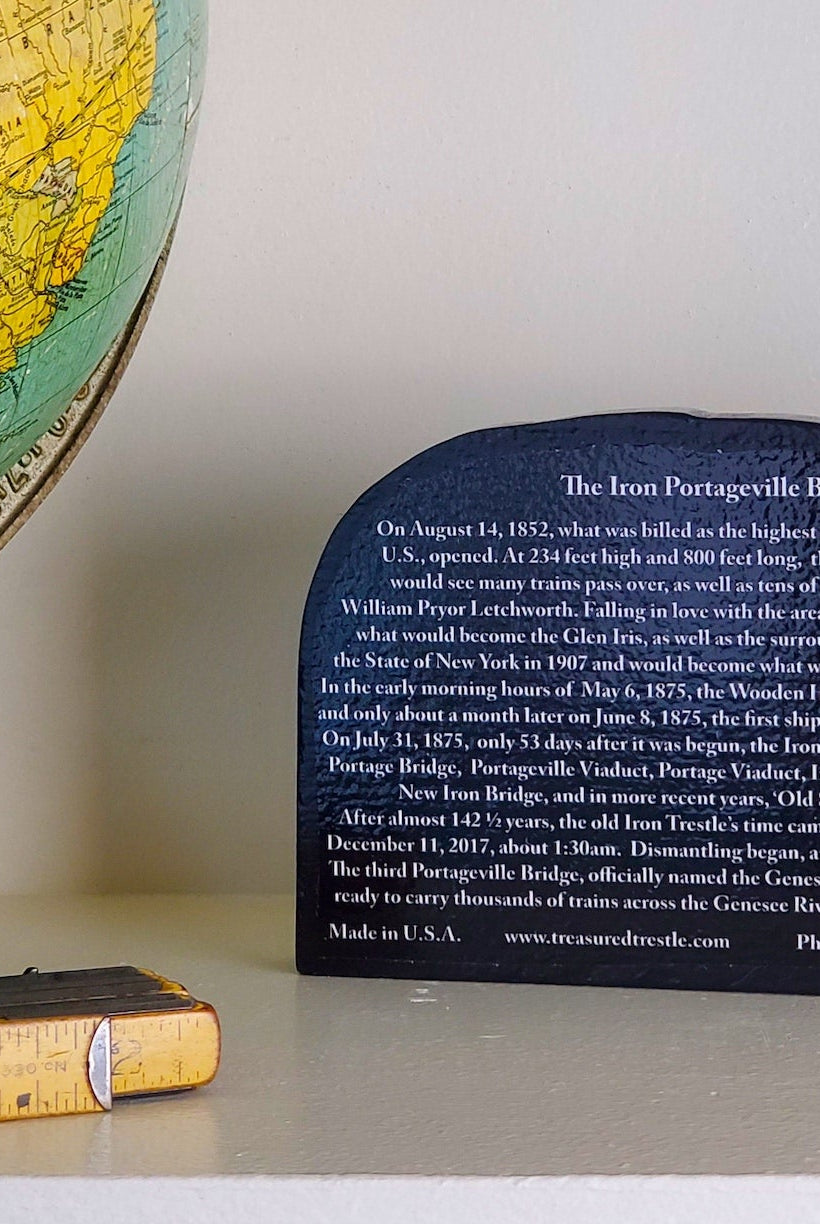 BRAZ
The Iron Portageville B
On August 14, 1852, what was billed as the highest
U.S., opened. At 234 feet high and 800 feet long, th
would see many trains pass over, as well as tens of
William Pryor Letchworth. Falling in love with the area
what would become the Glen Iris, as well as the surrou
the State of New York in 1907 and would become what w
In the early morning hours of May 6, 1875, the Wooden
and only about a month later on June 8, 1875, the first ship
On July 31, 1875, only 53 days after it was begun, the Iron
Portage Bridge, Portageville Viaduct, Portage Viaduct,
New Iron Bridge, and in more recent years, ‘Old
After almost 142 ½ years, the old Iron Trestle’s time cam
December 11, 2017, about 1:30am. Dismantling began, a
The third Portageville Bridge, officially named the Genes
ready to carry thousands of trains across the Genesee Riv
Made in U.S.A. www.treasuredtrestle.com Ph